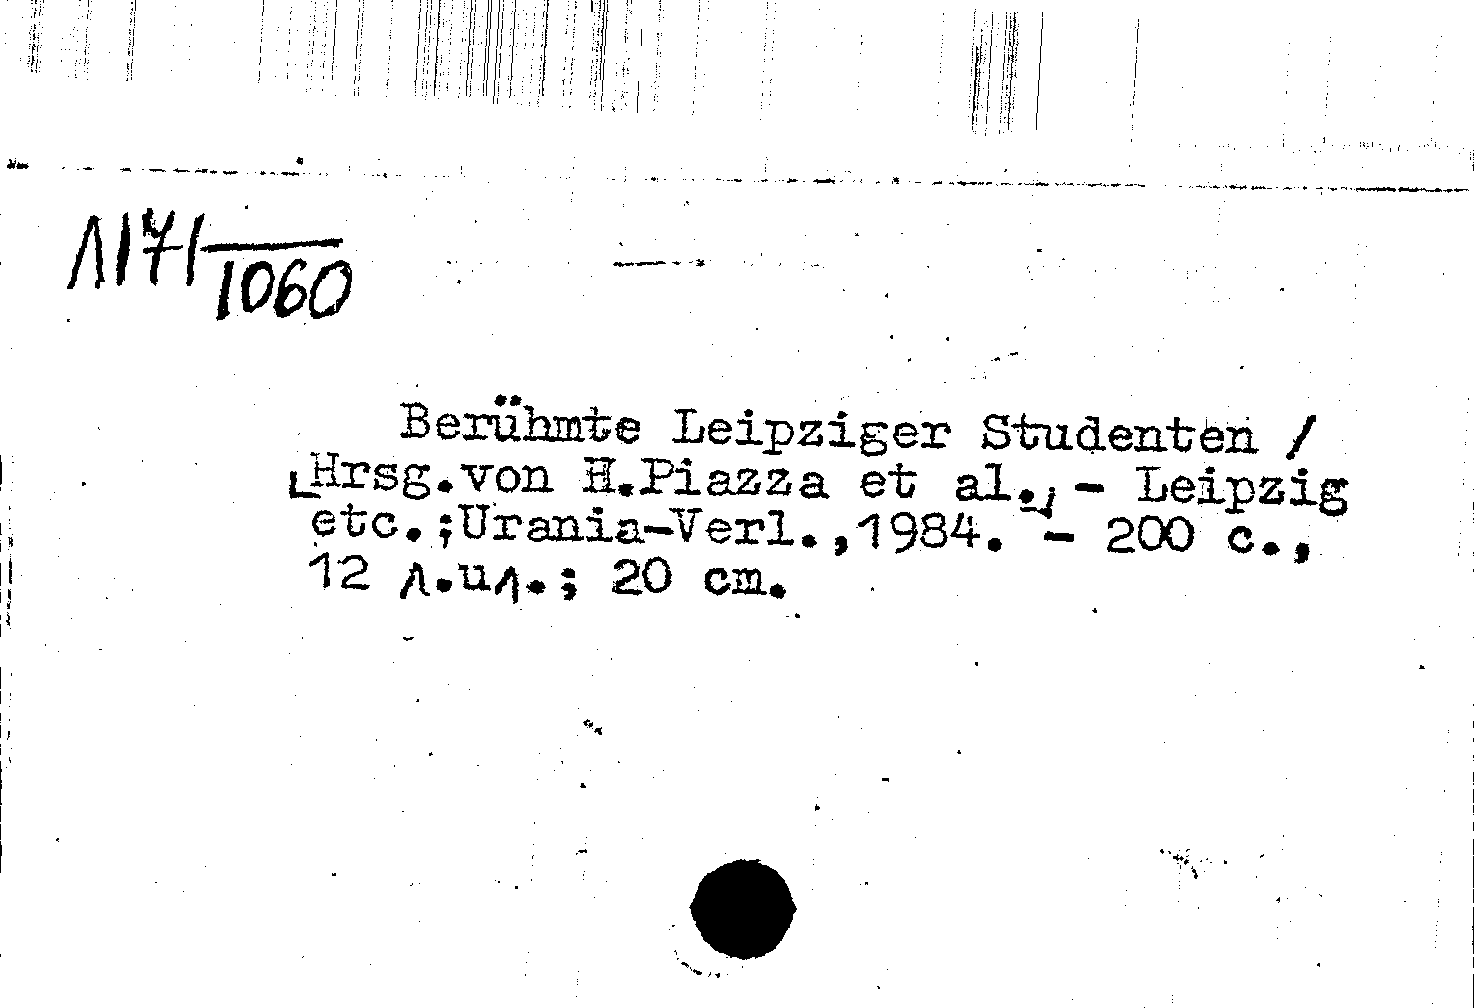 Л171/1060
Berühmte Leipziger Studenten /
[Hrsg.von H.Piazza et al.] - Leipzig
etc.;Urania-Verl.,1984. - 200 c.,
12 л.ил.; 20 cm.